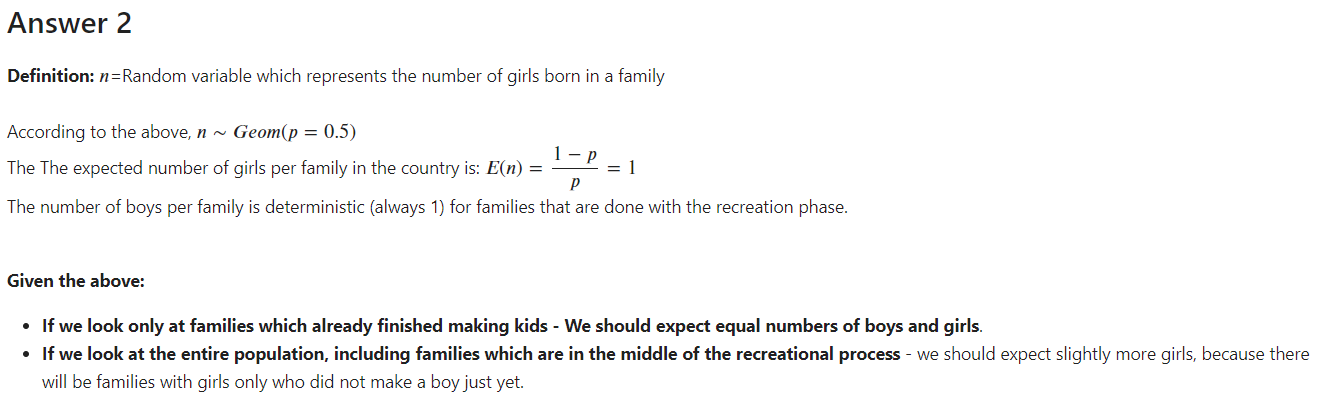 Answer 2
Definition: n=Random variable which represents the number of girls born in a family
According to the above, n ~ Geom(p = 0.5)
The The expected number of girls per family in the country is: E(n) = \frac{1 − p}{p} = 1
The number of boys per family is deterministic (always 1) for families that are done with the recreation phase.
Given the above:
• If we look only at families which already finished making kids - We should expect equal numbers of boys and girls.
• If we look at the entire population, including families which are in the middle of the recreational process - we should expect slightly more girls, because there
will be families with girls only who did not make a boy just yet.